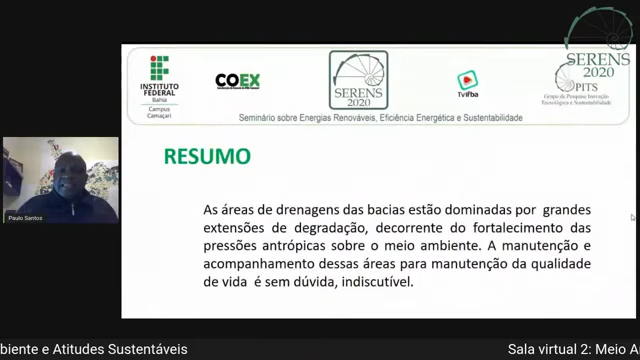 INSTITUTO
FEDERAL
Bahia
Campus
Camaçari
COEX
SERENS
2020
Tvifba
SERENS
2020
OPITS
Grupo de Pesquisa Inovação
Tecnológica e Sustentabilidade
Seminário sobre Energias Renováveis, Eficiência Energética e Sustentabilidade
RESUMO
As áreas de drenagens das bacias estão dominadas por grandes
extensões de degradação, decorrente do fortalecimento das
pressões antrópicas sobre o meio ambiente. A manutenção e
acompanhamento dessas áreas para manutenção da qualidade
de vida é sem dúvida, indiscutível.
Paulo Santos
biente e Atitudes Sustentáveis
Sala virtual 2: Meio A